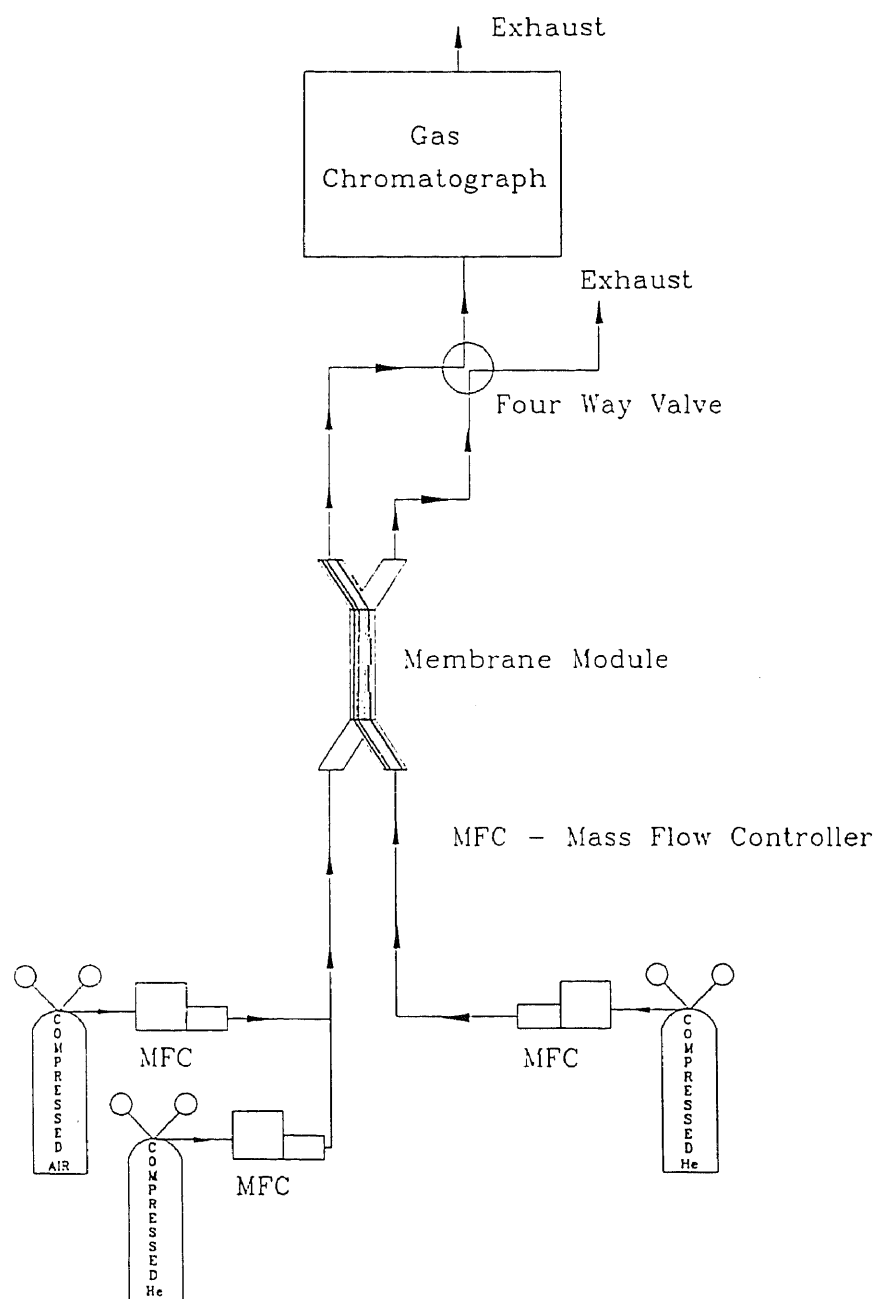 Exhaust
Gas
Chromatograph
Exhaust
Four Way Valve
Membrane Module
MFC - Mass Flow Controller
COMPRESSED
AIR
MFC
COMPRESSED
He
MFC
MFC
COMPRESSED
He